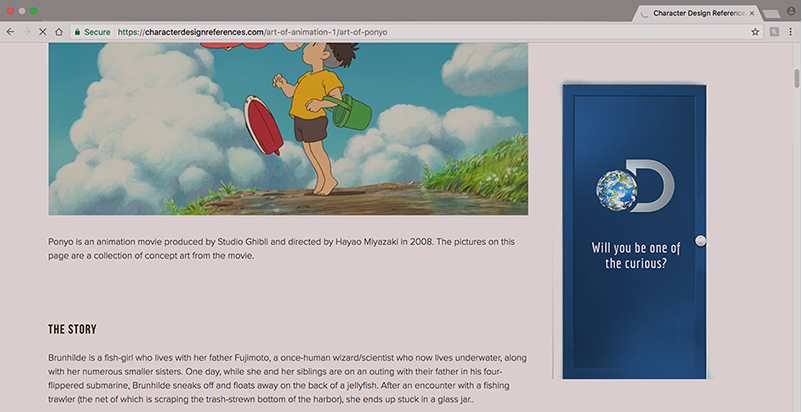 Character Design Reference
Secure https://characterdesignreferences.com/art-of-animation-1/art-of-ponyo
Ponyo is an animation movie produced by Studio Ghibli and directed by Hayao Miyazaki in 2008. The pictures on this
page are a collection of concept art from the movie.
Will you be one of
the curious?
THE STORY
Brunhilde is a fish-girl who lives with her father Fujimoto, a once-human wizard/scientist who now lives underwater, along
with her numerous smaller sisters. One day, while she and her siblings are on an outing with their father in his four-
flippered submarine, Brunhilde sneaks off and floats away on the back of a jellyfish. After an encounter with a fishing
trawler (the net of which is scraping the trash-strewn bottom of the harbor), she ends up stuck in a glass jar..